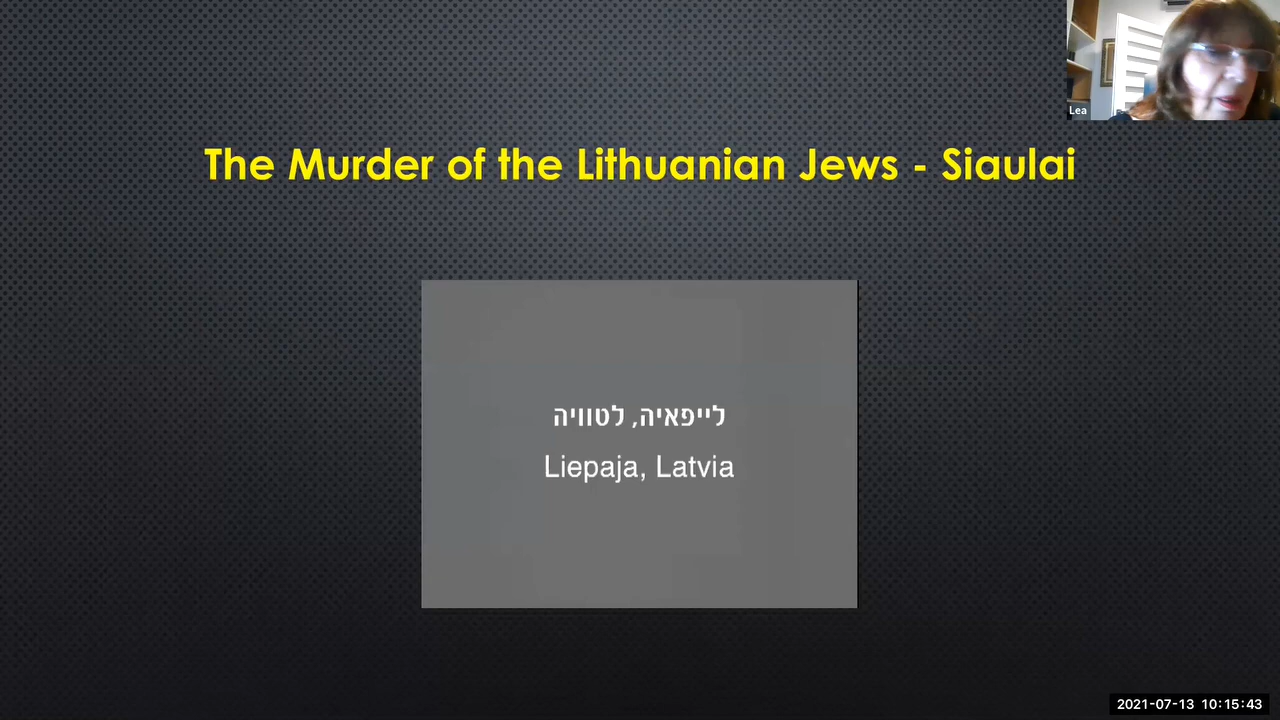 Lea
The Murder of the Lithuanian Jews - Siaulai
לייפאיה, לטוויה
Liepaja, Latvia
2021-07-13 10:15:43